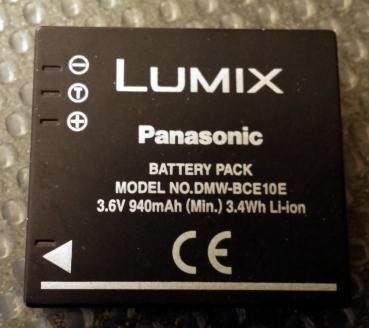 LUMIX
Panasonic
BATTERY PACK
MODEL NO.DMW-BCE10E
3.6V 940mAh (Min.) 3.4Wh Li-ion
CE
⊖
T
⊕